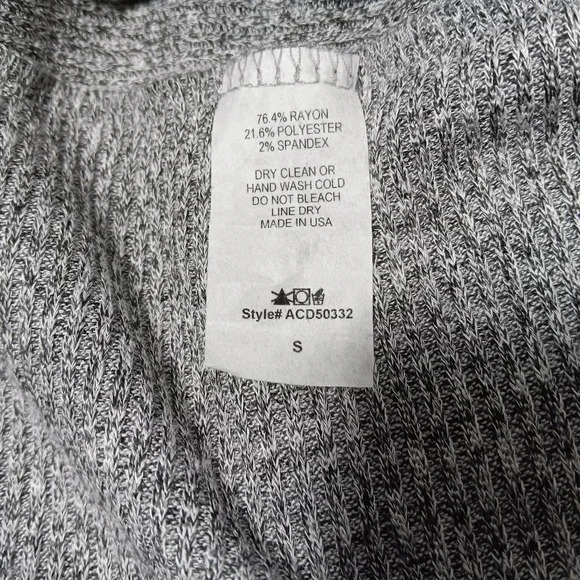 76.4% RAYON
21.6% POLYESTER
2% SPANDEX
DRY CLEAN OR
HAND WASH COLD
DO NOT BLEACH
LINE DRY
MADE IN USA
Style# ACD50332
S